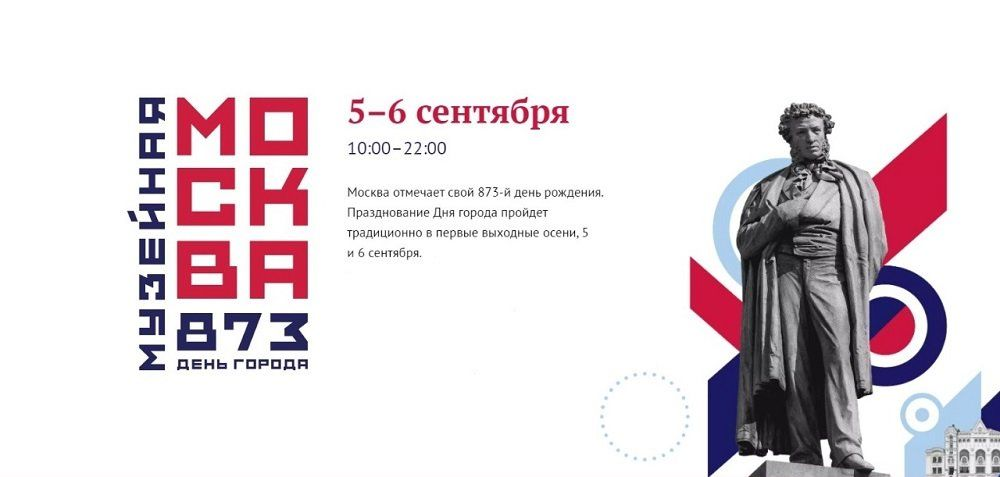 МУЗЕЙНАЯ
МО
СК
ВА
873
ДЕНЬ ГОРОДА
5–6 сентября
10:00–22:00
Москва отмечает свой 873-й день рождения.
Празднование Дня города пройдет
традиционно в первые выходные осени, 5
и 6 сентября.